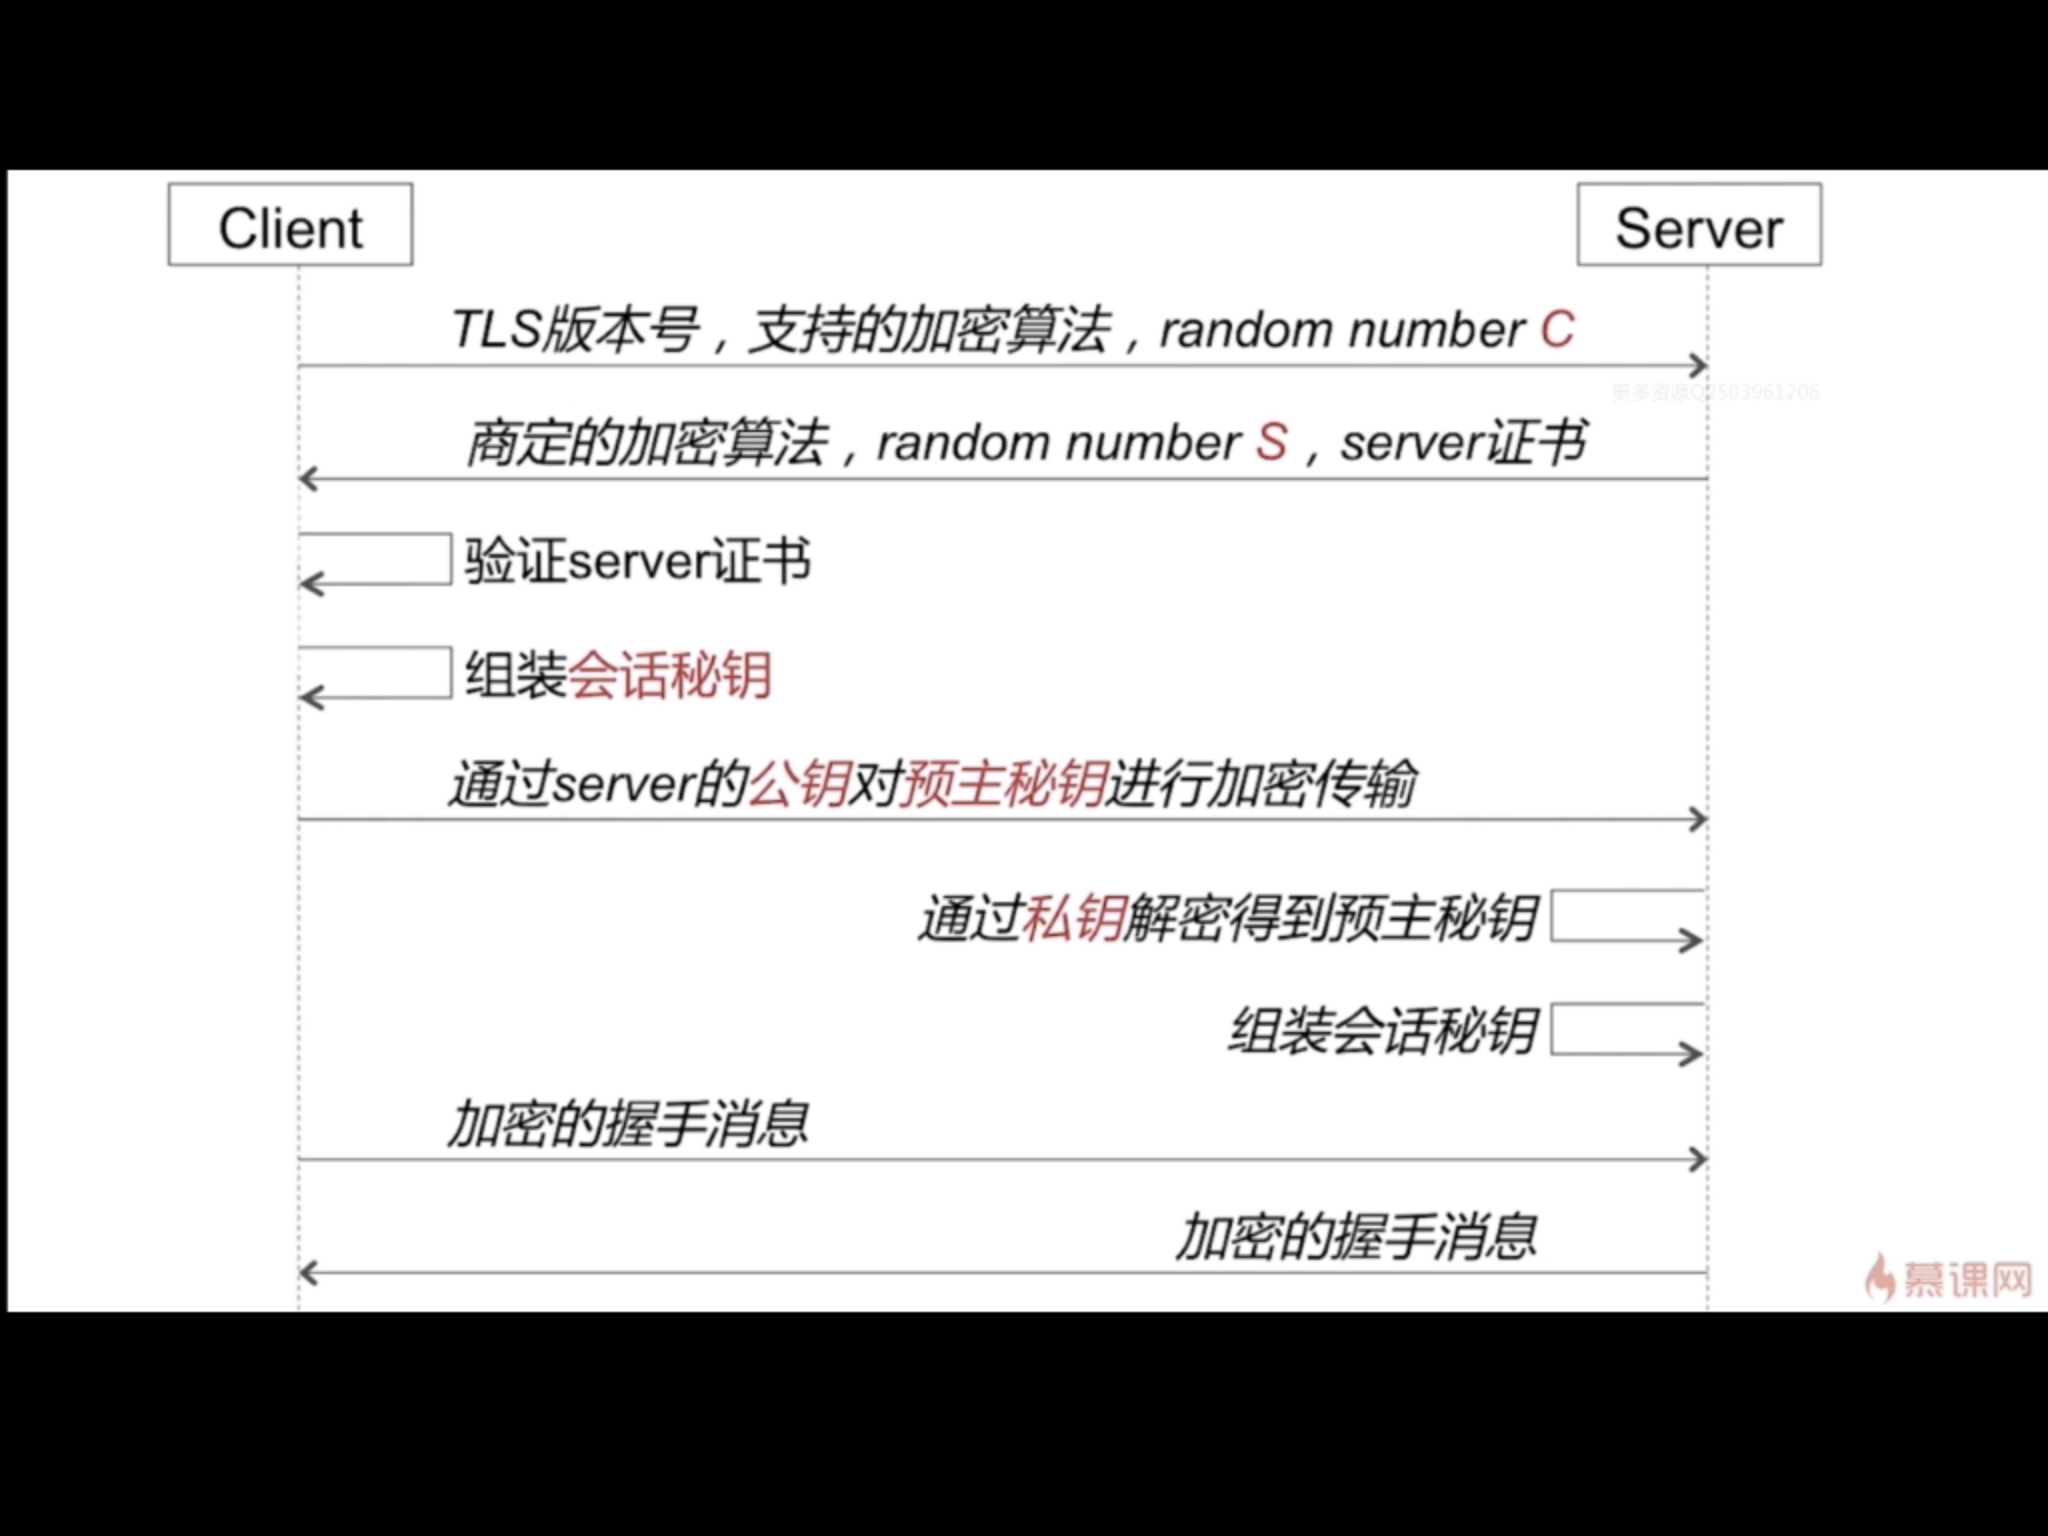 Client
Server
TLS版本号，支持的加密算法，random number C
更多资源Q2503961206
商定的加密算法，random number S，server证书
验证server证书
组装会话秘钥
通过server的公钥对预主秘钥进行加密传输
通过私钥解密得到预主秘钥
组装会话秘钥
加密的握手消息
加密的握手消息
慕课网